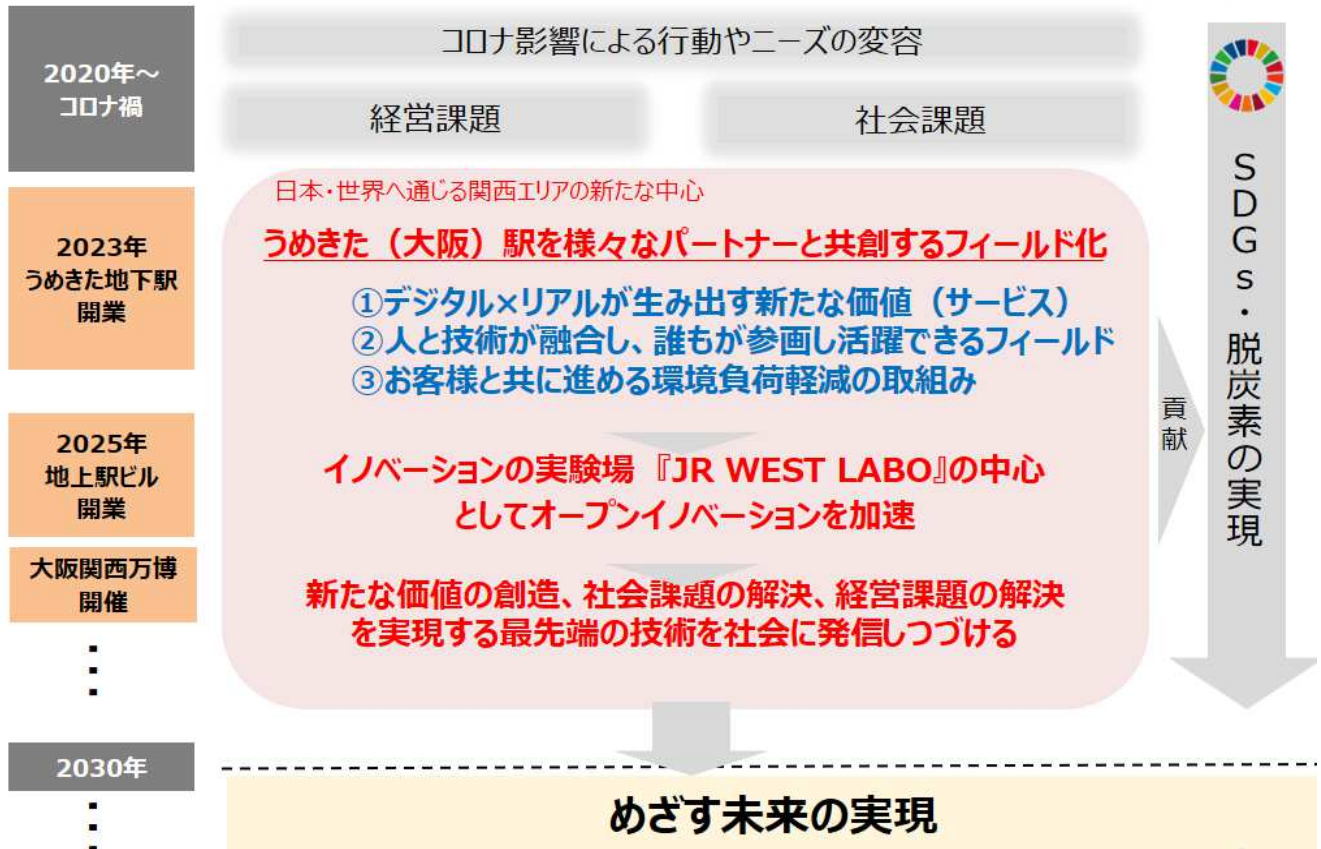 2020年～
コロナ禍
コロナ影響による行動やニーズの変容
経営課題
社会課題
2023年
うめきた地下駅
開業
2025年
地上駅ビル
開業
大阪関西万博
開催
2030年
日本・世界へ通じる関西エリアの新たな中心
うめきた（大阪）駅を様々なパートナーと共創するフィールド化
①デジタル×リアルが生み出す新たな価値（サービス）
②人と技術が融合し、誰もが参画し活躍できるフィールド
③お客様と共に進める環境負荷軽減の取組み
イノベーションの実験場『JR WEST LABO』の中心
としてオープンイノベーションを加速
新たな価値の創造、社会課題の解決、経営課題の解決
を実現する最先端の技術を社会に発信しつづける
貢献
SDGs・脱炭素の実現
めざす未来の実現